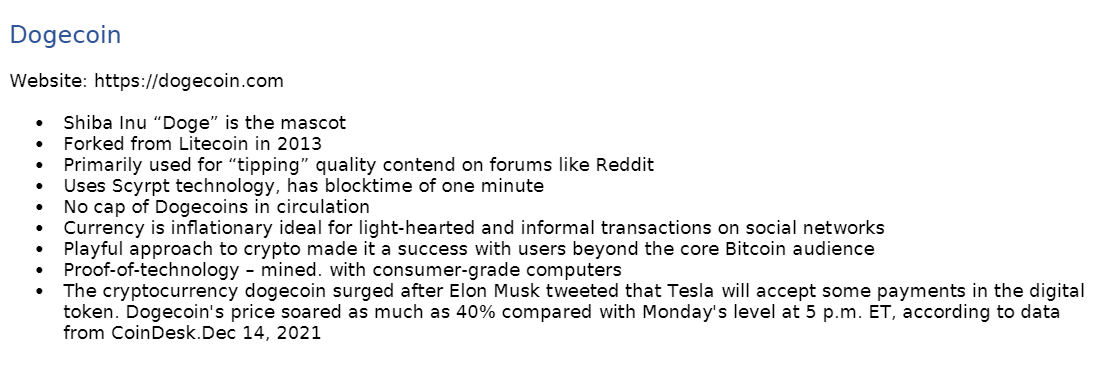 Dogecoin
Website: https://dogecoin.com
• Shiba Inu “Doge” is the mascot
• Forked from Litecoin in 2013
• Primarily used for “tipping” quality contend on forums like Reddit
• Uses Scyrpt technology, has blocktime of one minute
• No cap of Dogecoins in circulation
• Currency is inflationary ideal for light-hearted and informal transactions on social networks
• Playful approach to crypto made it a success with users beyond the core Bitcoin audience
• Proof-of-technology – mined. with consumer-grade computers
• The cryptocurrency dogecoin surged after Elon Musk tweeted that Tesla will accept some payments in the digital
token. Dogecoin's price soared as much as 40% compared with Monday's level at 5 p.m. ET, according to data
from CoinDesk.Dec 14, 2021